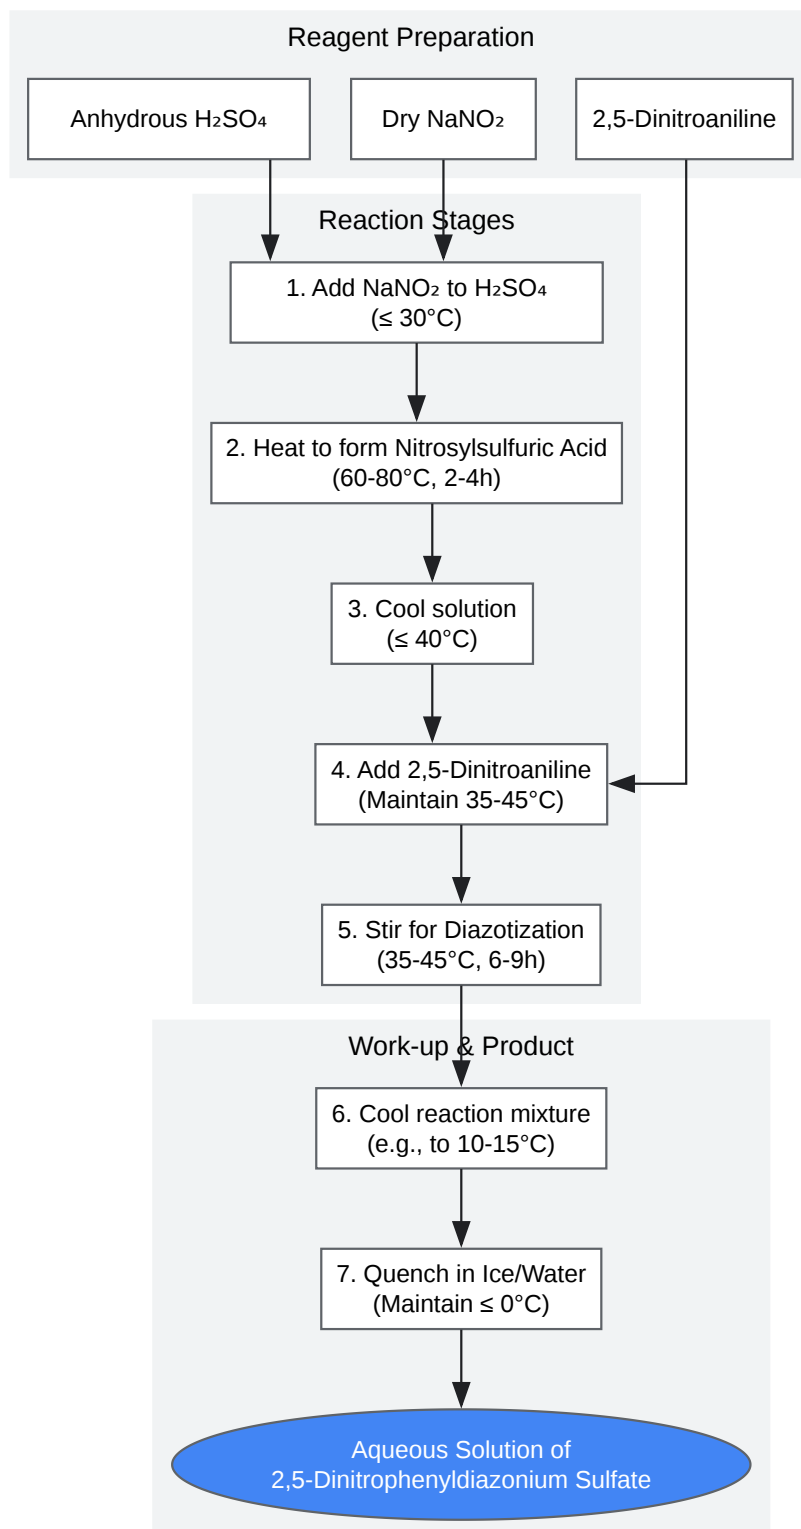 Reagent Preparation
Anhydrous H₂SO₄
Dry NaNO₂
2,5-Dinitroaniline
Reaction Stages
1. Add NaNO₂ to H₂SO₄
(≤ 30°C)
2. Heat to form Nitrosylsulfuric Acid
(60-80°C, 2-4h)
3. Cool solution
(≤ 40°C)
4. Add 2,5-Dinitroaniline
(Maintain 35-45°C)
5. Stir for Diazotization
(35-45°C, 6-9h)
Work-up & Product
6. Cool reaction mixture
(e.g., to 10-15°C)
7. Quench in Ice/Water
(Maintain ≤ 0°C)
Aqueous Solution of
2,5-Dinitrophenyldiazonium Sulfate